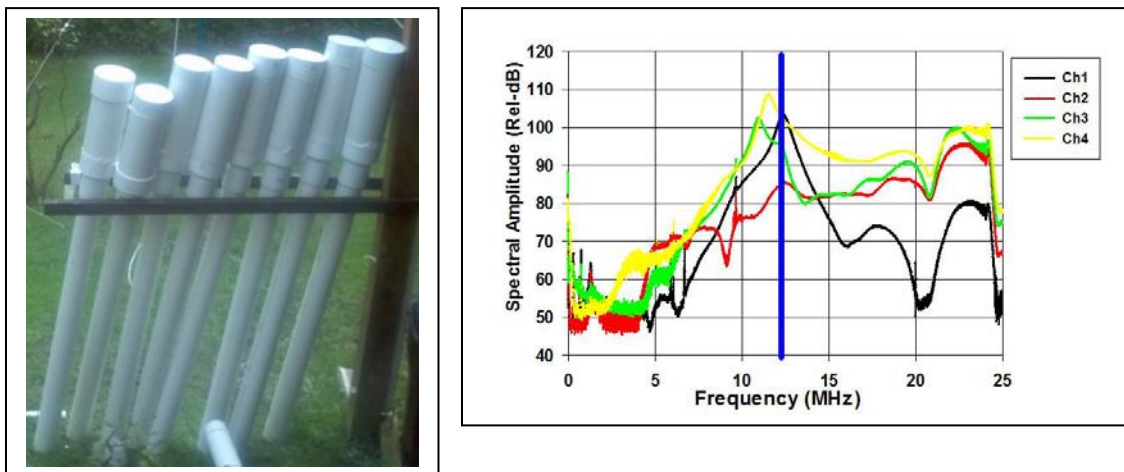 120
110
100
90
80
70
60
50
40
Spectral Amplitude (Rel-dB)
0 5 10 15 20 25
Frequency (MHz)
Ch1
Ch2
Ch3
Ch4